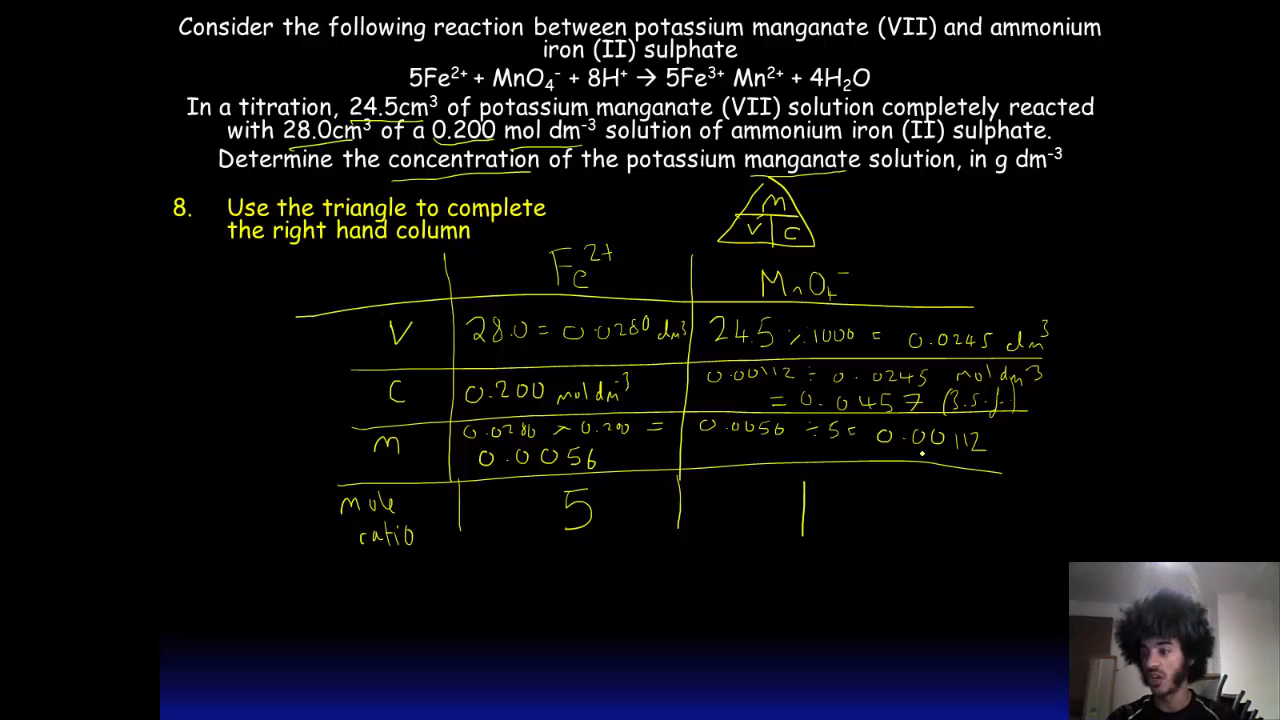 Consider the following reaction between potassium manganate (VII) and ammonium
iron (II) sulphate
5Fe²⁺ + MnO₄⁻ + 8H⁺ → 5Fe³⁺ Mn²⁺ + 4H₂O
In a titration, 24.5cm³ of potassium manganate (VII) solution completely reacted
with 28.0cm³ of a 0.200 mol dm⁻³ solution of ammonium iron (II) sulphate.
Determine the concentration of the potassium manganate solution, in g dm⁻³
8. Use the triangle to complete
the right hand column
M
V C
Fe²⁺ MnO₄⁻
V 28.0 = 0.0280 dm³ 24.5 ÷ 1000 = 0.0245 dm³
C 0.200 mol dm⁻³ 0.00112 ÷ 0.0245 mol dm⁻³
= 0.0457 (3.s.f.)
M 0.0280 × 0.200 = 0.0056 ÷ 5 = 0.00112
0.0056
mole
ratio 5 1